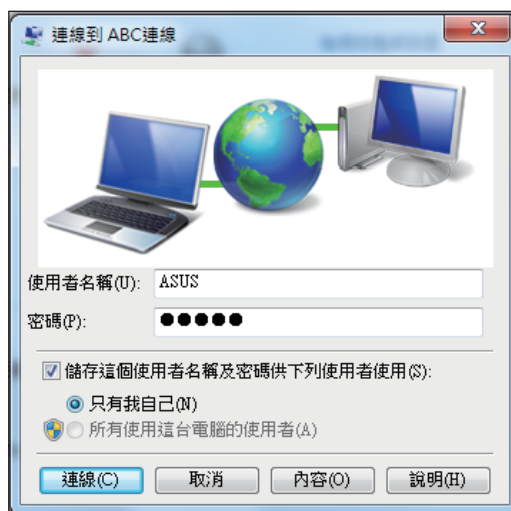 連線到 ABC連線
使用者名稱(U): ASUS
密碼(P): ●●●●●
儲存這個使用者名稱及密碼供下列使用者使用(S):
只有我自己(N)
所有使用這台電腦的使用者(A)
連線(C) 取消 內容(O) 說明(H)